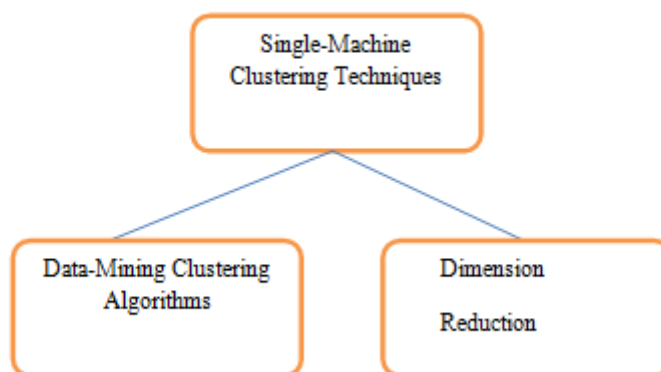 Single-Machine
Clustering Techniques
Data-Mining Clustering
Algorithms
Dimension
Reduction